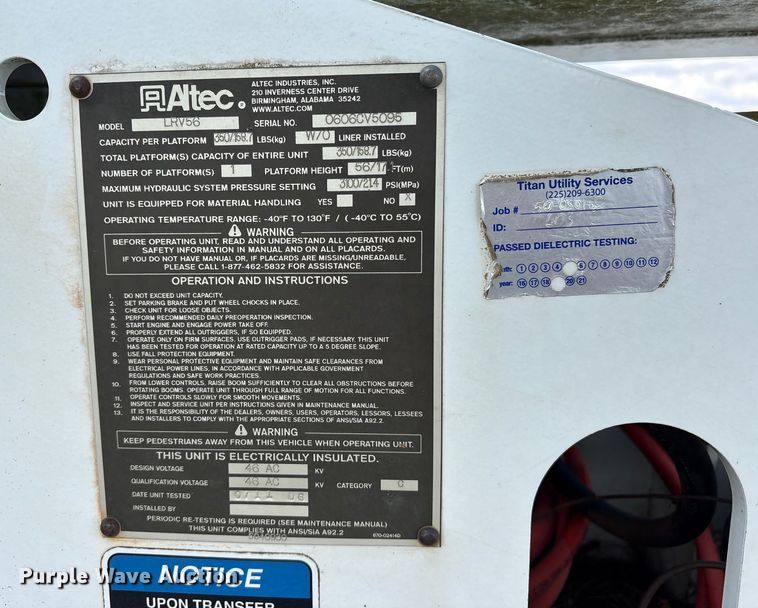 Altec®
ALTEC INDUSTRIES, INC.
210 INVERNESS CENTER DRIVE
BIRMINGHAM, ALABAMA 35242
WWW.ALTEC.COM
MODEL LRV56 SERIAL NO. 0606CV5095
CAPACITY PER PLATFORM 350/158.7 LBS(kg) W/O LINER INSTALLED
TOTAL PLATFORM(S) CAPACITY OF ENTIRE UNIT 350/158.7 LBS(kg)
NUMBER OF PLATFORM(S) 1 PLATFORM HEIGHT 56/17 FT(m)
MAXIMUM HYDRAULIC SYSTEM PRESSURE SETTING 3100/21.4 PSI(MPa)
UNIT IS EQUIPPED FOR MATERIAL HANDLING YES NO X
OPERATING TEMPERATURE RANGE: -40°F TO 130°F / (-40°C TO 55°C)
WARNING
BEFORE OPERATING UNIT, READ AND UNDERSTAND ALL OPERATING AND
SAFETY INFORMATION IN MANUAL AND ON ALL PLACARDS.
IF YOU DO NOT HAVE MANUAL OR, IF PLACARDS ARE MISSING/UNREADABLE,
PLEASE CALL 1-877-462-5832 FOR ASSISTANCE.
OPERATION AND INSTRUCTIONS
1. DO NOT EXCEED UNIT CAPACITY.
2. SET PARKING BRAKE AND PUT WHEEL CHOCKS IN PLACE.
3. CHECK UNIT FOR LOOSE OBJECTS.
4. PERFORM RECOMMENDED DAILY PREOPERATION INSPECTION.
5. START ENGINE AND ENGAGE POWER TAKE OFF.
6. PROPERLY EXTEND ALL OUTRIGGERS, IF SO EQUIPPED.
7. OPERATE ONLY ON FIRM SURFACES. USE OUTRIGGER PADS, IF NECESSARY. THIS UNIT
HAS BEEN TESTED FOR OPERATION AT RATED CAPACITY UP TO A 5 DEGREE SLOPE.
8. USE FALL PROTECTION EQUIPMENT.
9. WEAR PERSONAL PROTECTIVE EQUIPMENT AND MAINTAIN SAFE CLEARANCES FROM
ELECTRICAL POWER LINES, IN ACCORDANCE WITH APPLICABLE GOVERNMENT
REGULATIONS AND SAFE WORK PRACTICES.
10. FROM LOWER CONTROLS, RAISE BOOM SUFFICIENTLY TO CLEAR ALL OBSTRUCTIONS BEFORE
ROTATING BOOMS. OPERATE UNIT THROUGH FULL RANGE OF MOTION FOR ALL FUNCTIONS.
11. OPERATE CONTROLS SLOWLY FOR SMOOTH MOVEMENTS.
12. INSPECT AND SERVICE UNIT PER INSTRUCTIONS GIVEN IN MAINTENANCE MANUAL.
13. IT IS THE RESPONSIBILITY OF THE DEALERS, OWNERS, USERS, OPERATORS, LESSORS, LESSEES
AND INSTALLERS TO COMPLY WITH THE APPROPRIATE SECTIONS OF ANSI/SIA A92.2.
WARNING
KEEP PEDESTRIANS AWAY FROM THIS VEHICLE WHEN OPERATING UNIT.
THIS UNIT IS ELECTRICALLY INSULATED.
DESIGN VOLTAGE 46 AC KV
QUALIFICATION VOLTAGE 46 AC KV CATEGORY C
DATE UNIT TESTED
INSTALLED BY
PERIODIC RE-TESTING IS REQUIRED (SEE MAINTENANCE MANUAL)
THIS UNIT COMPLIES WITH ANSI/SIA A92.2
670-02414D
Titan Utility Services
(225)209-6300
Job #
ID:
PASSED DIELECTRIC TESTING:
1 2 3 4 6 7 8 9 10 11 12
year: 16 17 18 20 21
NOTICE
UPON TRANSFER
Purple Wave Auction